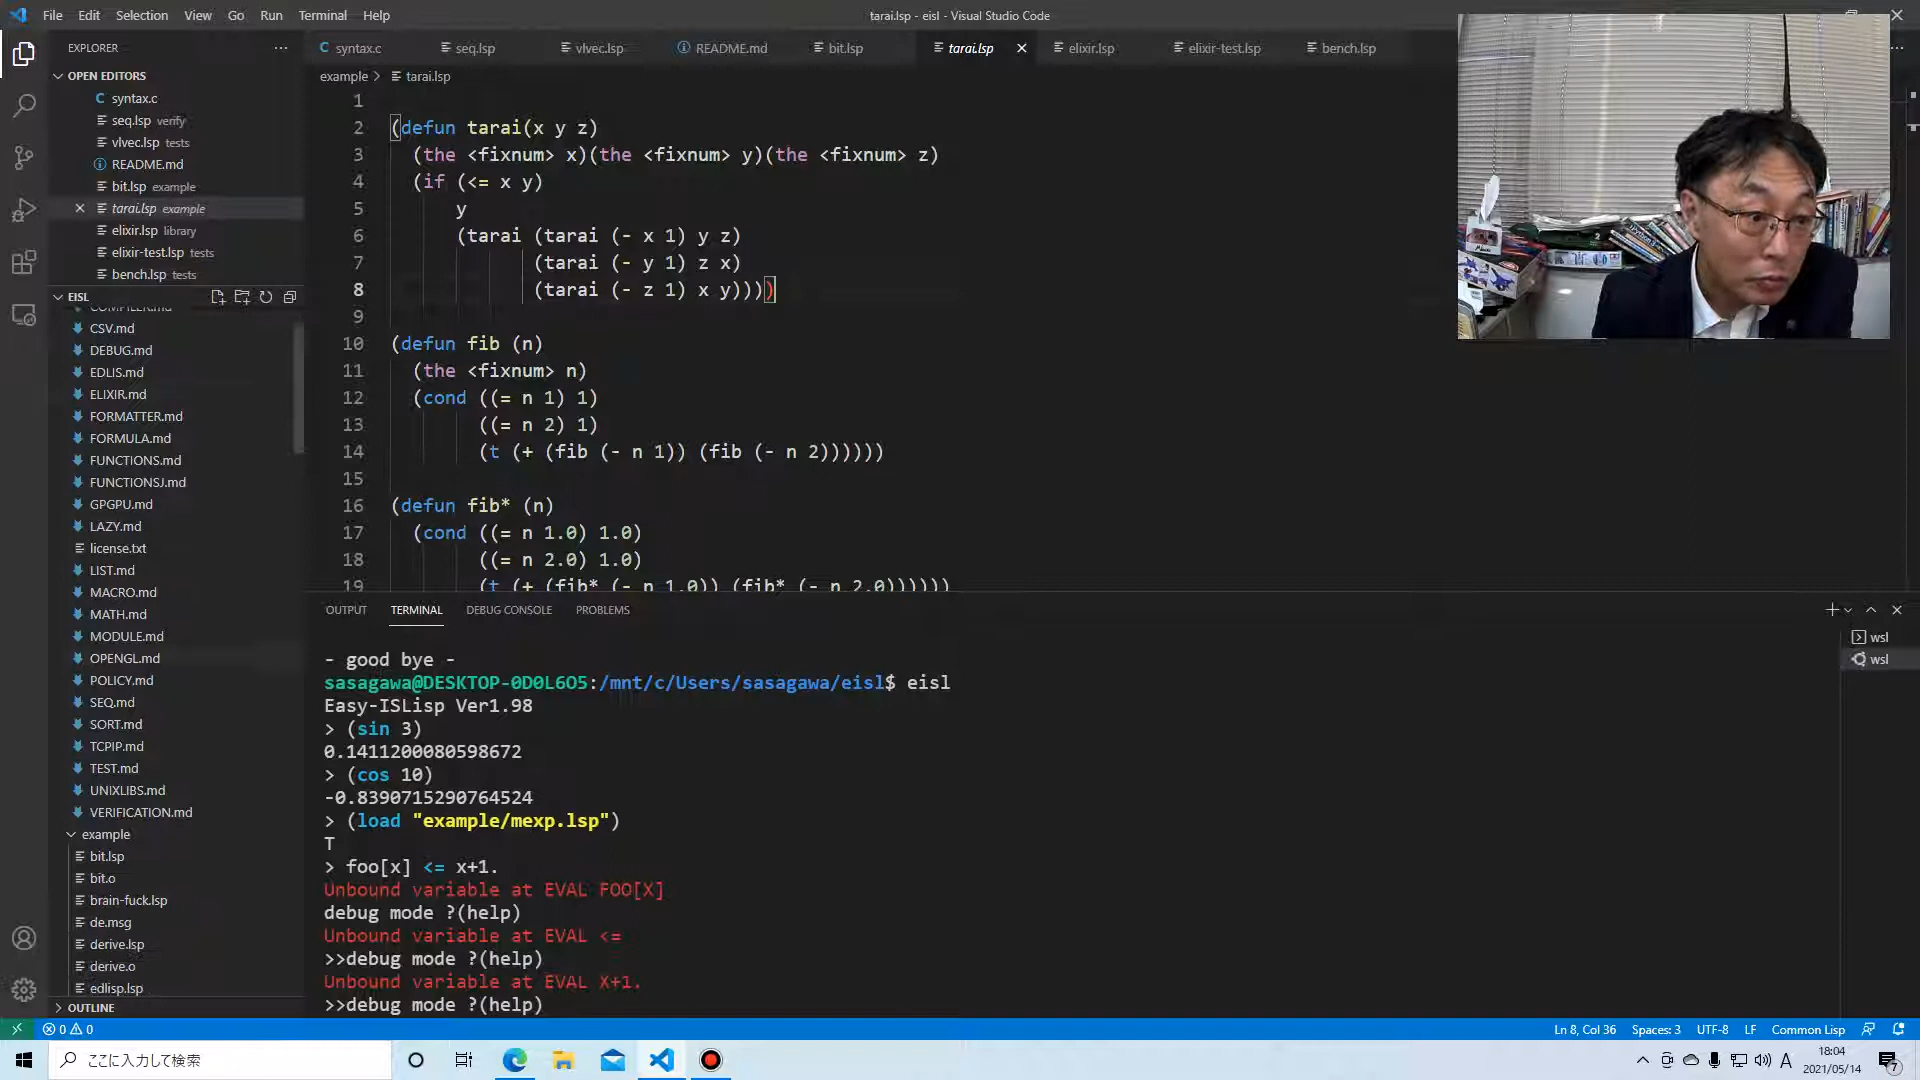 File Edit Selection View Go Run Terminal Help
tarai.lsp - eisl - Visual Studio Code
EXPLORER
syntax.c seq.lsp vlvec.lsp README.md bit.lsp tarai.lsp elixir.lsp elixir-test.lsp bench.lsp
example > tarai.lsp
OPEN EDITORS
syntax.c
seq.lsp verify
vlvec.lsp tests
README.md
bit.lsp example
tarai.lsp example
elixir.lsp library
elixir-test.lsp tests
bench.lsp tests
EISL
COMPILER.md
CSV.md
DEBUG.md
EDLIS.md
ELIXIR.md
FORMATTER.md
FORMULA.md
FUNCTIONS.md
FUNCTIONSJ.md
GPGPU.md
LAZY.md
license.txt
LIST.md
MACRO.md
MATH.md
MODULE.md
OPENGL.md
POLICY.md
SEQ.md
SORT.md
TCPIP.md
TEST.md
UNIXLIBS.md
VERIFICATION.md
example
bit.lsp
bit.o
brain-fuck.lsp
de.msg
derive.lsp
derive.o
edlisp.lsp
OUTLINE
1
2 (defun tarai(x y z)
3 (the <fixnum> x)(the <fixnum> y)(the <fixnum> z)
4 (if (<= x y)
5 y
6 (tarai (tarai (- x 1) y z)
7 (tarai (- y 1) z x)
8 (tarai (- z 1) x y))))
9
10 (defun fib (n)
11 (the <fixnum> n)
12 (cond ((= n 1) 1)
13 ((= n 2) 1)
14 (t (+ (fib (- n 1)) (fib (- n 2))))))
15
16 (defun fib* (n)
17 (cond ((= n 1.0) 1.0)
18 ((= n 2.0) 1.0)
19 (t (+ (fib* (- n 1.0)) (fib* (- n 2.0))))))
OUTPUT TERMINAL DEBUG CONSOLE PROBLEMS
wsl
wsl
- good bye -
sasagawa@DESKTOP-0D0L6O5:/mnt/c/Users/sasagawa/eisl$ eisl
Easy-ISLisp Ver1.98
> (sin 3)
0.1411200080598672
> (cos 10)
-0.8390715290764524
> (load "example/mexp.lsp")
T
> foo[x] <= x+1.
Unbound variable at EVAL FOO[X]
debug mode ?(help)
Unbound variable at EVAL <=
>>debug mode ?(help)
Unbound variable at EVAL X+1.
>>debug mode ?(help)
0 0
Ln 8, Col 36 Spaces: 3 UTF-8 LF Common Lisp
ここに入力して検索
A
18:04
2021/05/14
7